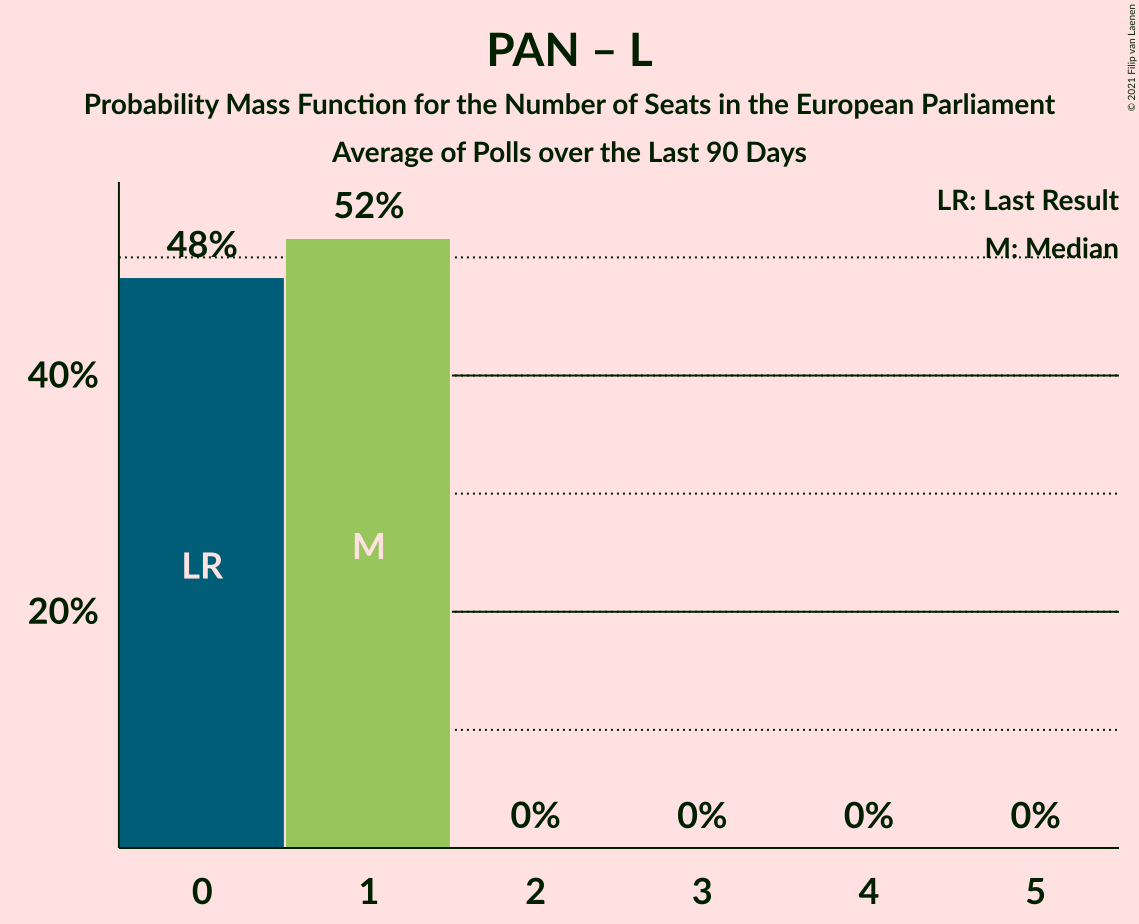 PAN – L
Probability Mass Function for the Number of Seats in the European Parliament
Average of Polls over the Last 90 Days
© 2021 Filip van Laenen
LR: Last Result
M: Median
48%
52%
40%
20%
LR
M
0%
0%
0%
0%
0
1
2
3
4
5